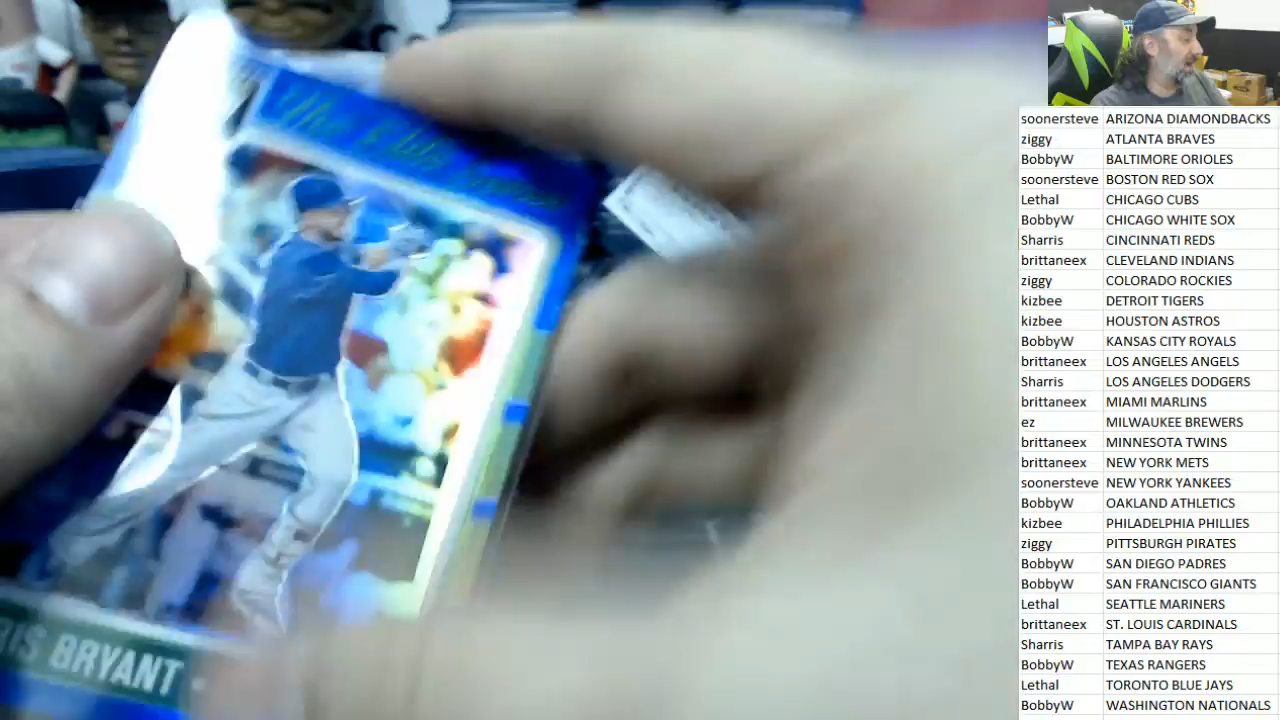 The Elite Series
RIS BRYANT
soonersteve ARIZONA DIAMONDBACKS
ziggy ATLANTA BRAVES
BobbyW BALTIMORE ORIOLES
soonersteve BOSTON RED SOX
Lethal CHICAGO CUBS
BobbyW CHICAGO WHITE SOX
Sharris CINCINNATI REDS
brittaneex CLEVELAND INDIANS
ziggy COLORADO ROCKIES
kizbee DETROIT TIGERS
kizbee HOUSTON ASTROS
BobbyW KANSAS CITY ROYALS
brittaneex LOS ANGELES ANGELS
Sharris LOS ANGELES DODGERS
brittaneex MIAMI MARLINS
ez MILWAUKEE BREWERS
brittaneex MINNESOTA TWINS
brittaneex NEW YORK METS
soonersteve NEW YORK YANKEES
BobbyW OAKLAND ATHLETICS
kizbee PHILADELPHIA PHILLIES
ziggy PITTSBURGH PIRATES
BobbyW SAN DIEGO PADRES
BobbyW SAN FRANCISCO GIANTS
Lethal SEATTLE MARINERS
brittaneex ST. LOUIS CARDINALS
Sharris TAMPA BAY RAYS
BobbyW TEXAS RANGERS
Lethal TORONTO BLUE JAYS
BobbyW WASHINGTON NATIONALS